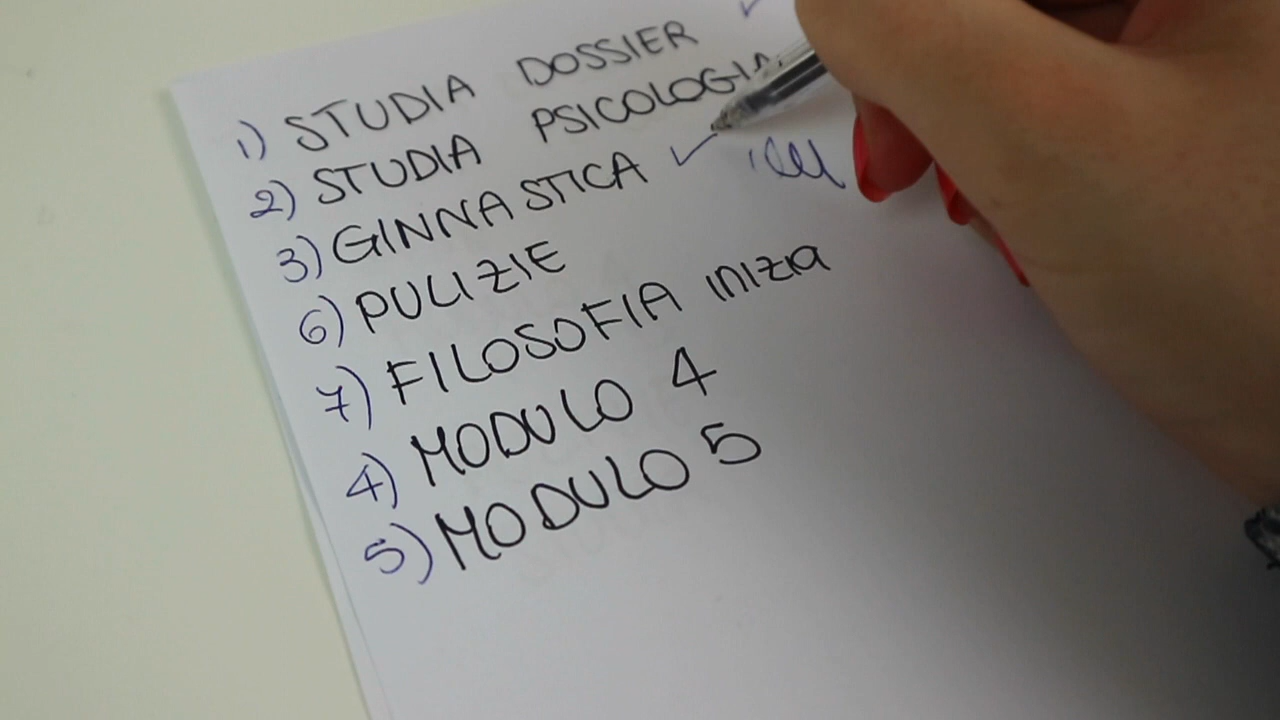 1) STUDIA DOSSIER
2) STUDIA PSICOLOGIA
3) GINNASTICA
6) PULIZIE
7) FILOSOFIA inizia
4) MODULO 4
5) MODULO 5